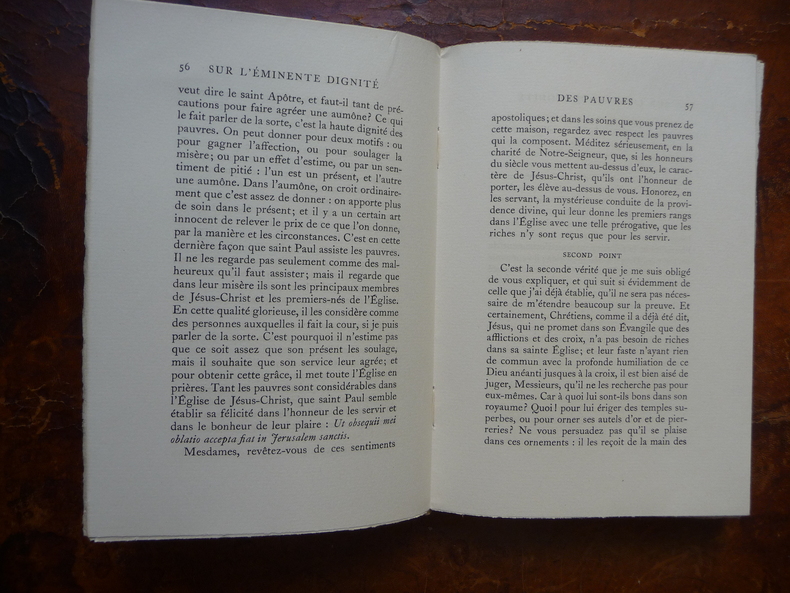 56 SUR L'ÉMINENTE DIGNITÉ
veut dire le saint Apôtre, et faut-il tant de pré-
cautions pour faire agréer une aumône? Ce qui
le fait parler de la sorte, c'est la haute dignité des
pauvres. On peut donner pour deux motifs : ou
pour gagner l'affection, ou pour soulager la
misère; ou par un effet d'estime, ou par un sen-
timent de pitié : l'un est un présent, et l'autre
une aumône. Dans l'aumône, on croit ordinaire-
ment que c'est assez de donner : on apporte plus
de soin dans le présent; et il y a un certain art
innocent de relever le prix de ce que l'on donne,
par la manière et les circonstances. C'est en cette
dernière façon que saint Paul assiste les pauvres.
Il ne les regarde pas seulement comme des mal-
heureux qu'il faut assister; mais il regarde que
dans leur misère ils sont les principaux membres
de Jésus-Christ et les premiers-nés de l'Église.
En cette qualité glorieuse, il les considère comme
des personnes auxquelles il fait la cour, si je puis
parler de la sorte. C'est pourquoi il n'estime pas
que ce soit assez que son présent les soulage,
mais il souhaite que son service leur agrée; et
pour obtenir cette grâce, il met toute l'Église en
prières. Tant les pauvres sont considérables dans
l'Église de Jésus-Christ, que saint Paul semble
établir sa félicité dans l'honneur de les servir et
dans le bonheur de leur plaire : Ut obsequii mei
oblatio accepta fiat in Jerusalem sanctis.
Mesdames, revêtez-vous de ces sentiments
DES PAUVRES 57
apostoliques; et dans les soins que vous prenez de
cette maison, regardez avec respect les pauvres
qui la composent. Méditez sérieusement, en la
charité de Notre-Seigneur, que, si les honneurs
du siècle vous mettent au-dessus d'eux, le carac-
tère de Jésus-Christ, qu'ils ont l'honneur de
porter, les élève au-dessus de vous. Honorez, en
les servant, la mystérieuse conduite de la provi-
dence divine, qui leur donne les premiers rangs
dans l'Église avec une telle prérogative, que les
riches n'y sont reçus que pour les servir.
SECOND POINT
C'est la seconde vérité que je me suis obligé
de vous expliquer, et qui suit si évidemment de
celle que j'ai déjà établie, qu'il ne sera pas néces-
saire de m'étendre beaucoup sur la preuve. Et
certainement, Chrétiens, comme il a déjà été dit,
Jésus, qui ne promet dans son Évangile que des
afflictions et des croix, n'a pas besoin de riches
dans sa sainte Église; et leur faste n'ayant rien
de commun avec la profonde humiliation de ce
Dieu anéanti jusques à la croix, il est bien aisé de
juger, Messieurs, qu'il ne les recherche pas pour
eux-mêmes. Car à quoi lui sont-ils bons dans son
royaume? Quoi! pour lui ériger des temples su-
perbes, ou pour orner ses autels d'or et de pier-
reries? Ne vous persuadez pas qu'il se plaise
dans ces ornements : il les reçoit de la main des